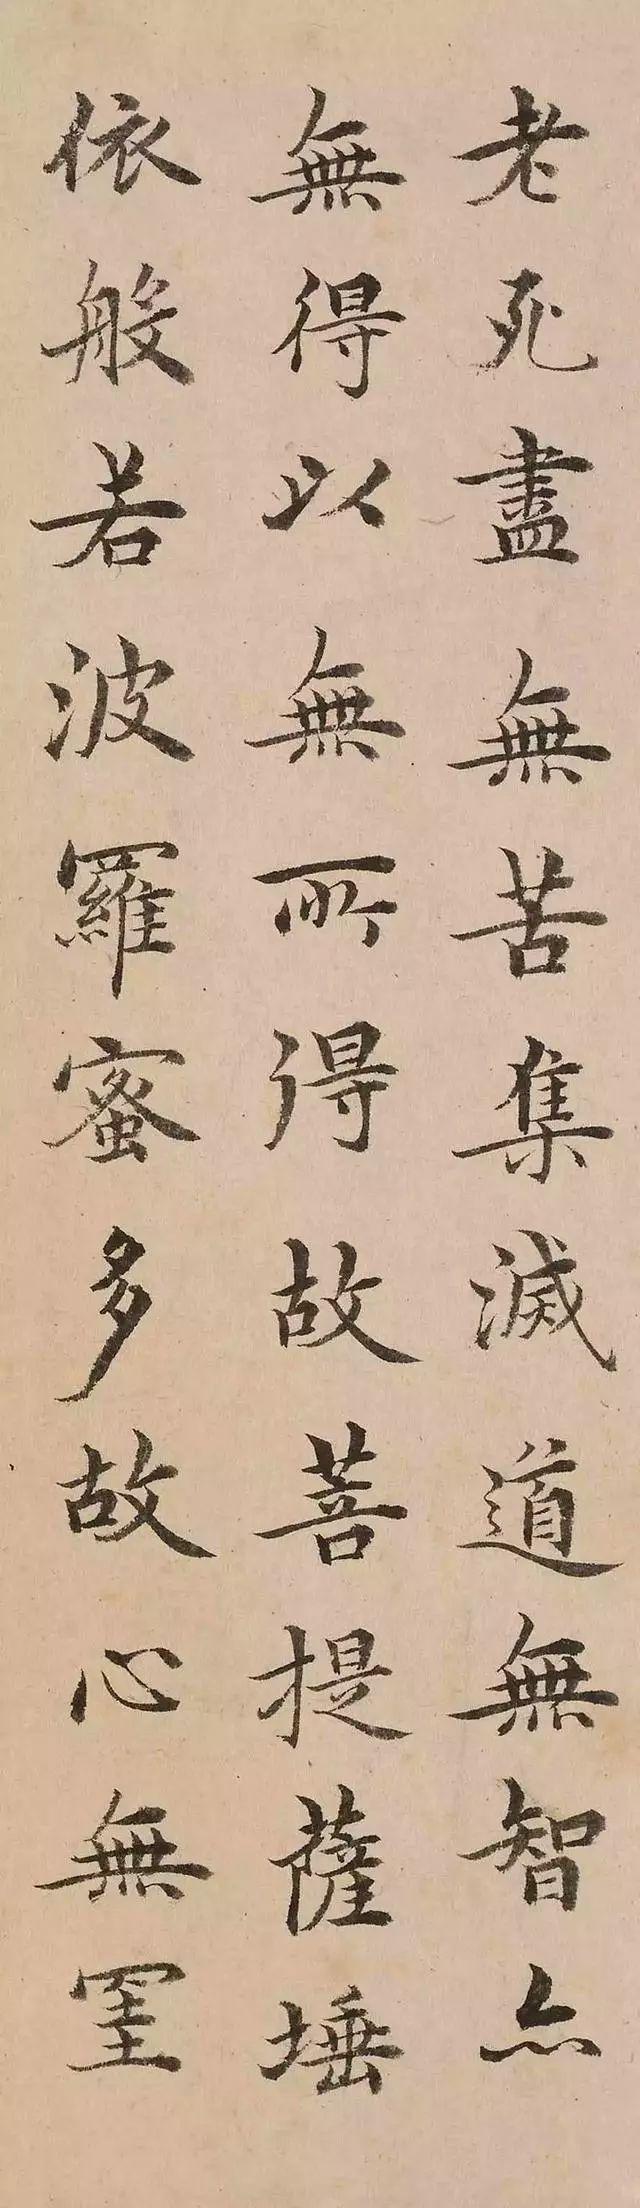 老死盡無苦集滅道無智亦
無得以無所得故菩提薩埵
依般若波羅蜜多故心無罣